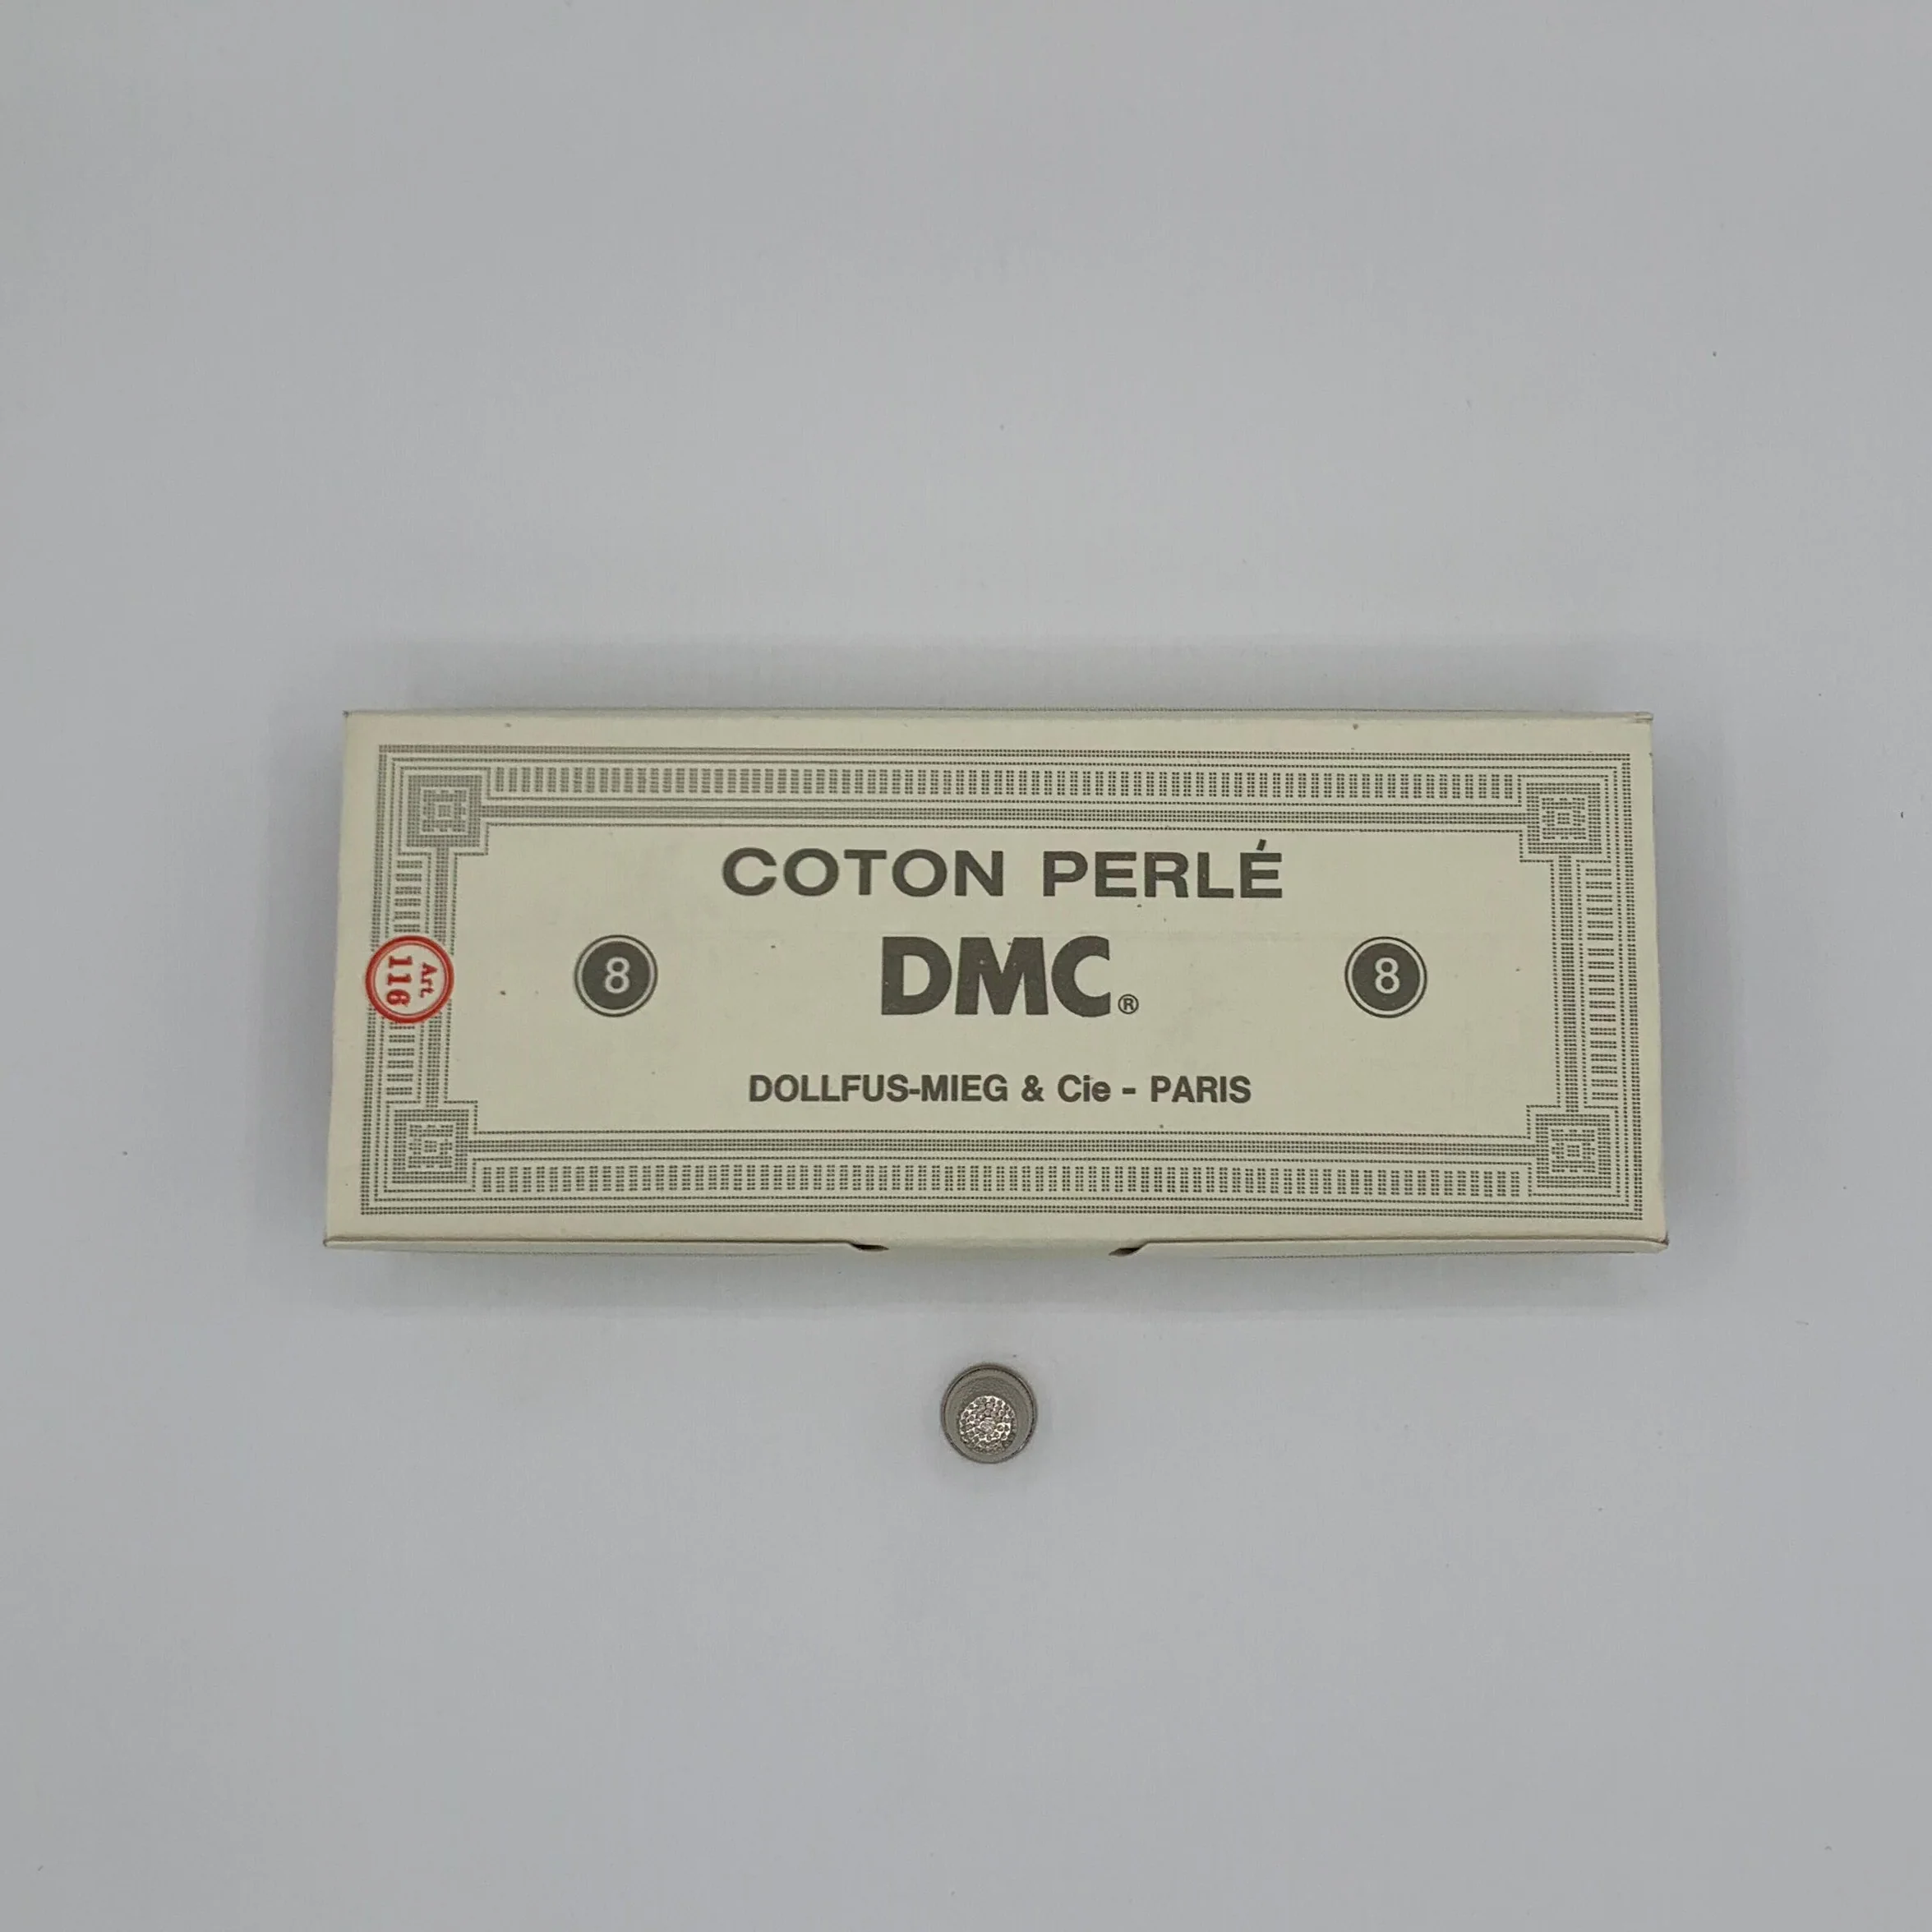 COTON PERLÉ
Art.
116
8
DMC®
8
DOLLFUS-MIEG & Cie - PARIS